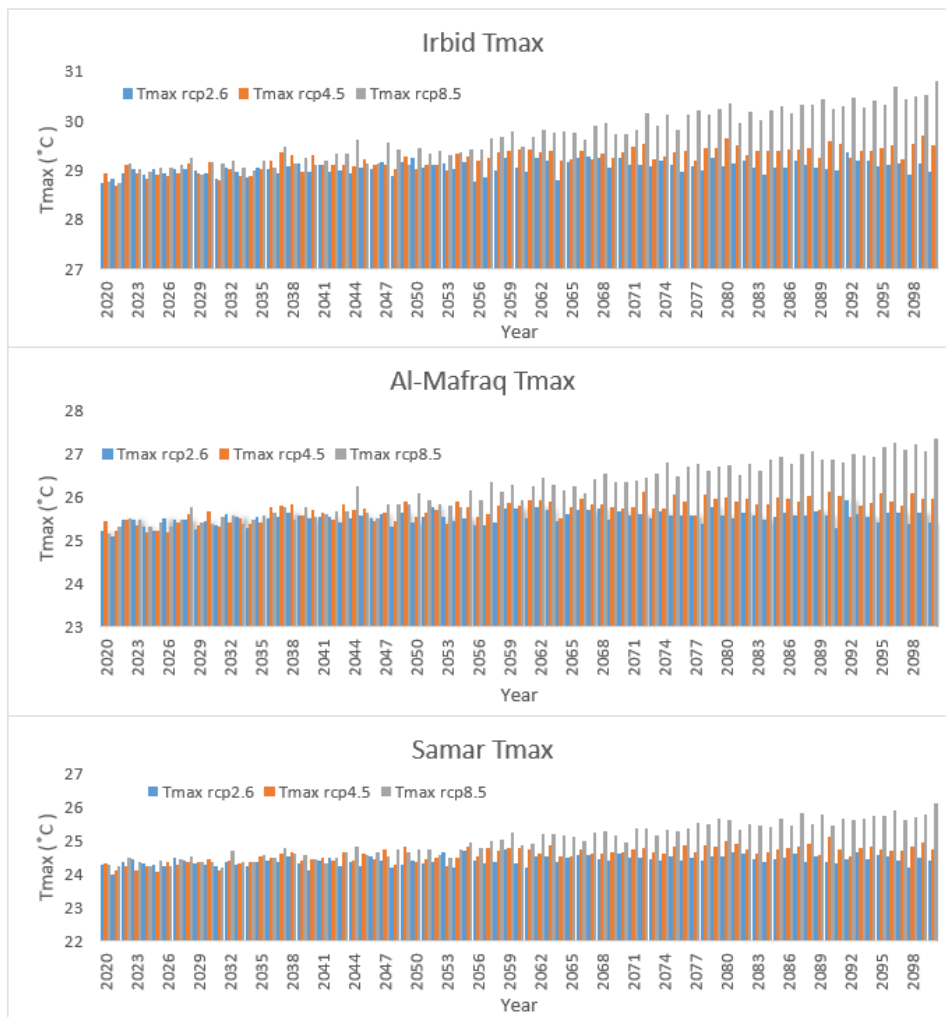 Irbid Tmax
Tmax rcp2.6 Tmax rcp4.5 Tmax rcp8.5
Tmax (˚C)
31
30
29
28
27
2020 2023 2026 2029 2032 2035 2038 2041 2044 2047 2050 2053 2056 2059 2062 2065 2068 2071 2074 2077 2080 2083 2086 2089 2092 2095 2098
Year
Al-Mafraq Tmax
Tmax rcp2.6 Tmax rcp4.5 Tmax rcp8.5
Tmax (˚C)
28
27
26
25
24
23
2020 2023 2026 2029 2032 2035 2038 2041 2044 2047 2050 2053 2056 2059 2062 2065 2068 2071 2074 2077 2080 2083 2086 2089 2092 2095 2098
Year
Samar Tmax
Tmax rcp2.6 Tmax rcp4.5 Tmax rcp8.5
Tmax (˚C)
27
26
25
24
23
22
2020 2023 2026 2029 2032 2035 2038 2041 2044 2047 2050 2053 2056 2059 2062 2065 2068 2071 2074 2077 2080 2083 2086 2089 2092 2095 2098
Year